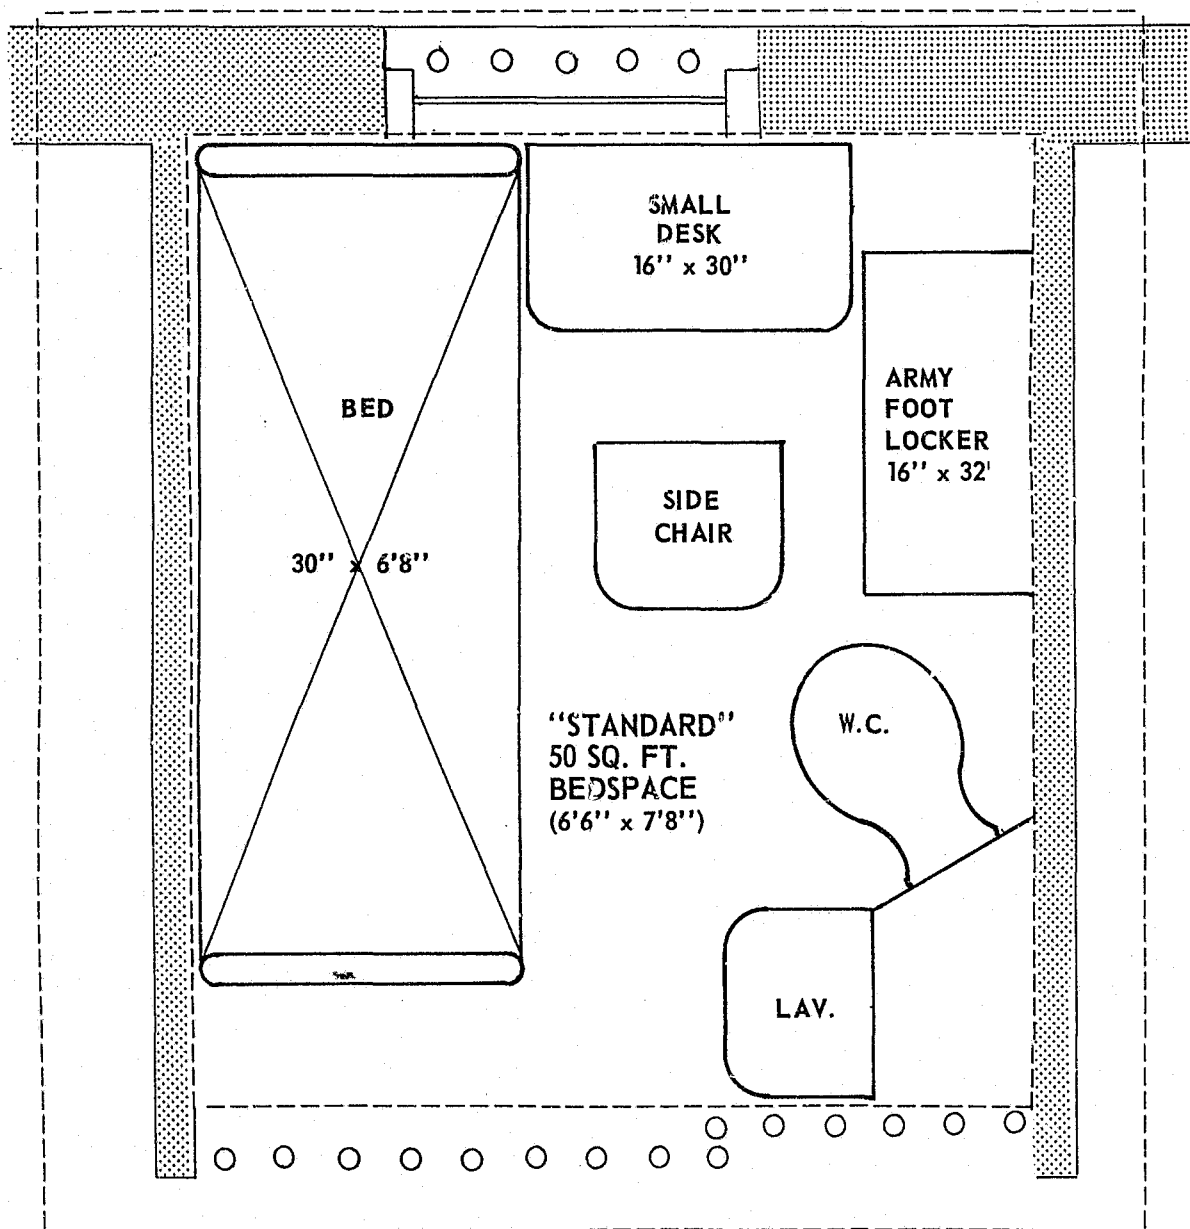 SMALL
DESK
16'' x 30''
BED
30'' x 6'8''
ARMY
FOOT
LOCKER
16'' x 32'
SIDE
CHAIR
"STANDARD"
50 SQ. FT.
BEDSPACE
(6'6'' x 7'8'')
W.C.
LAV.